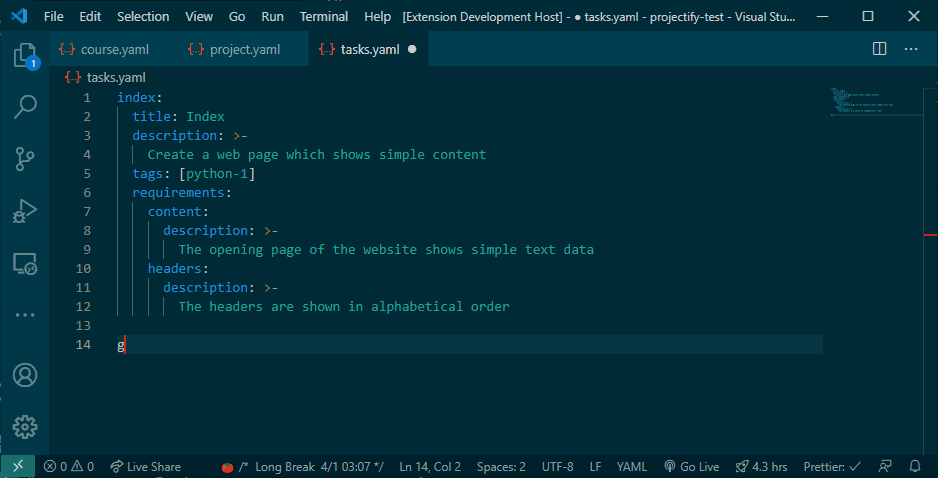 File Edit Selection View Go Run Terminal Help [Extension Development Host] - ● tasks.yaml - projectify-test - Visual Stu...
{..} course.yaml {..} project.yaml {..} tasks.yaml ●
1
{..} tasks.yaml
1 index:
2 title: Index
3 description: >-
4 Create a web page which shows simple content
5 tags: [python-1]
6 requirements:
7 content:
8 description: >-
9 The opening page of the website shows simple text data
10 headers:
11 description: >-
12 The headers are shown in alphabetical order
13
14 g
0 0 Live Share /* Long Break 4/1 03:07 */ Ln 14, Col 2 Spaces: 2 UTF-8 LF YAML Go Live 4.3 hrs Prettier: ✓